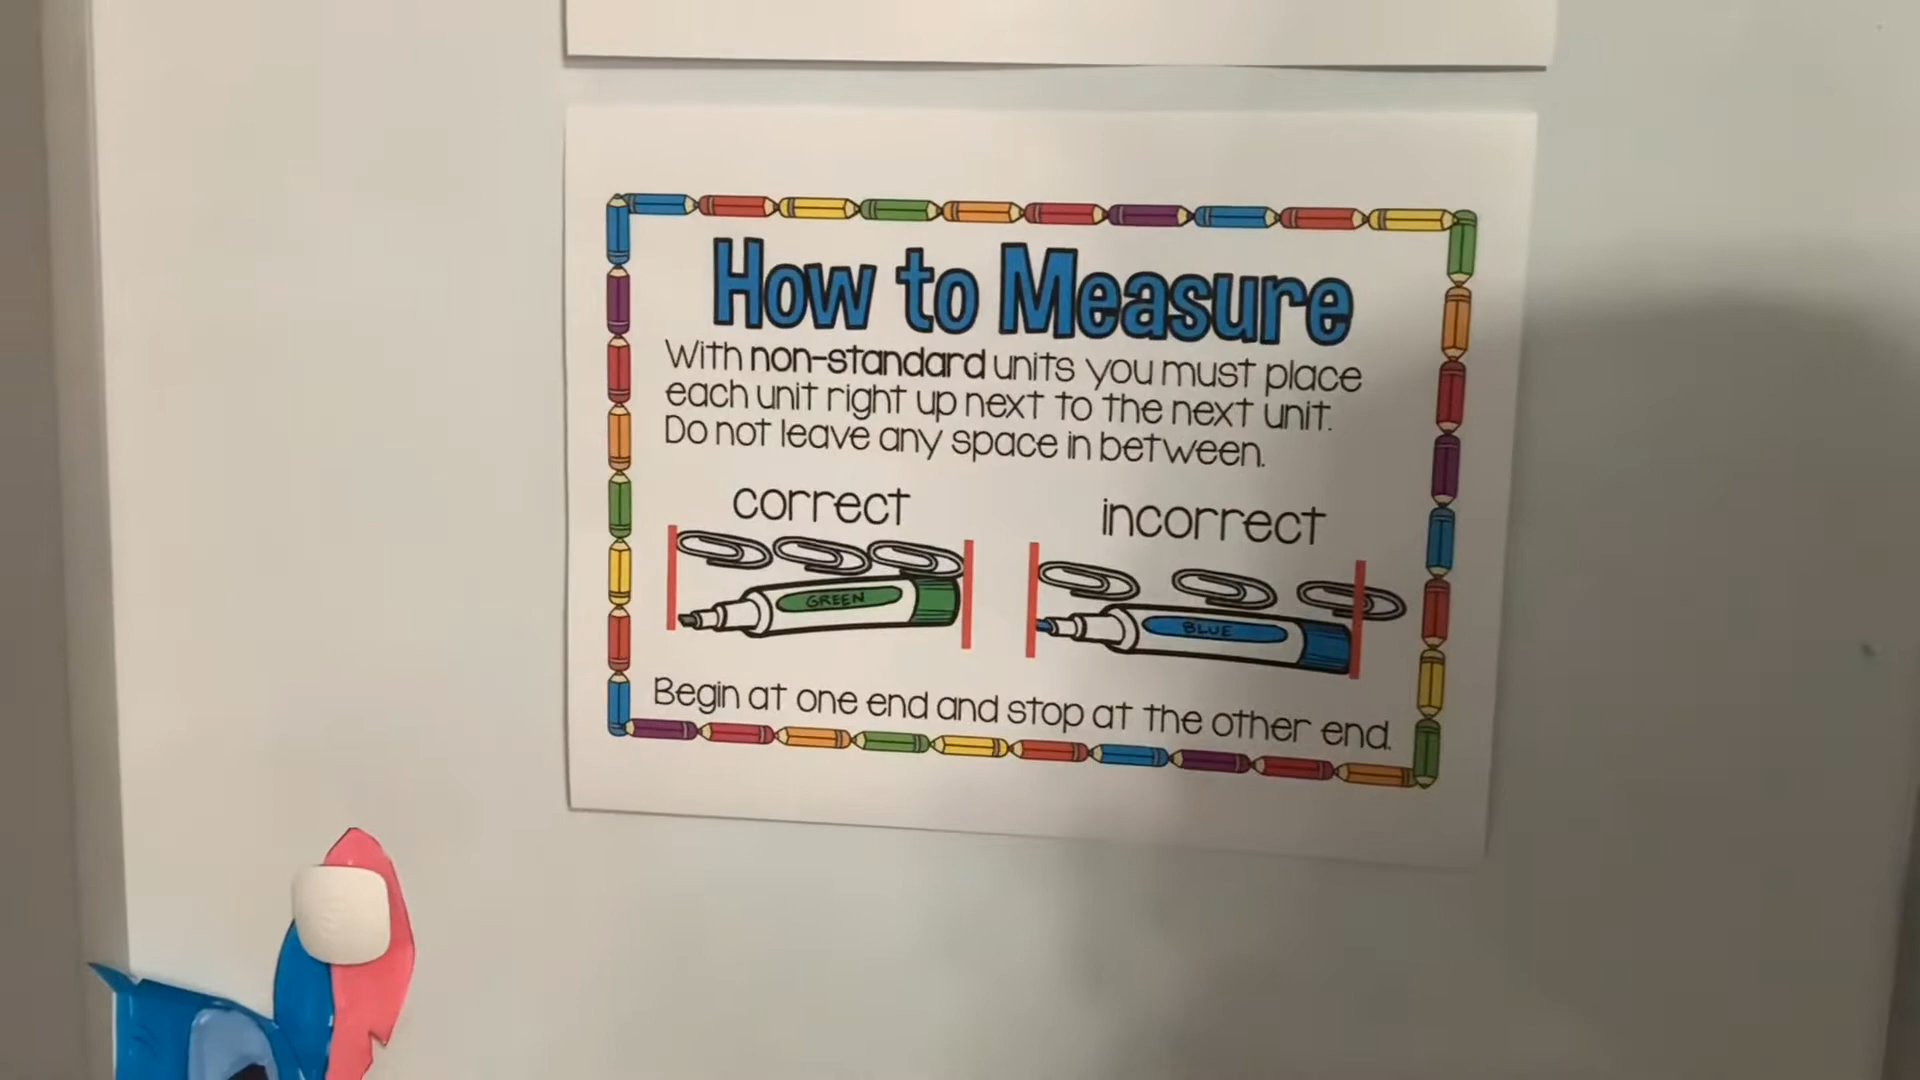 How to Measure
With non-standard units you must place
each unit right up next to the next unit.
Do not leave any space in between.
correct
incorrect
GREEN
BLUE
Begin at one end and stop at the other end.